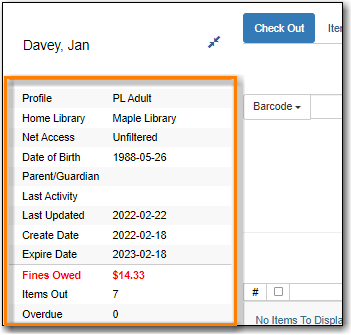 Davey, Jan
Check Out
Profile PL Adult
Home Library Maple Library
Net Access Unfiltered
Date of Birth 1988-05-26
Parent/Guardian
Last Activity
Last Updated 2022-02-22
Create Date 2022-02-18
Expire Date 2023-02-18
Fines Owed $14.33
Items Out 7
Overdue 0
Barcode
#
No Items To Displa